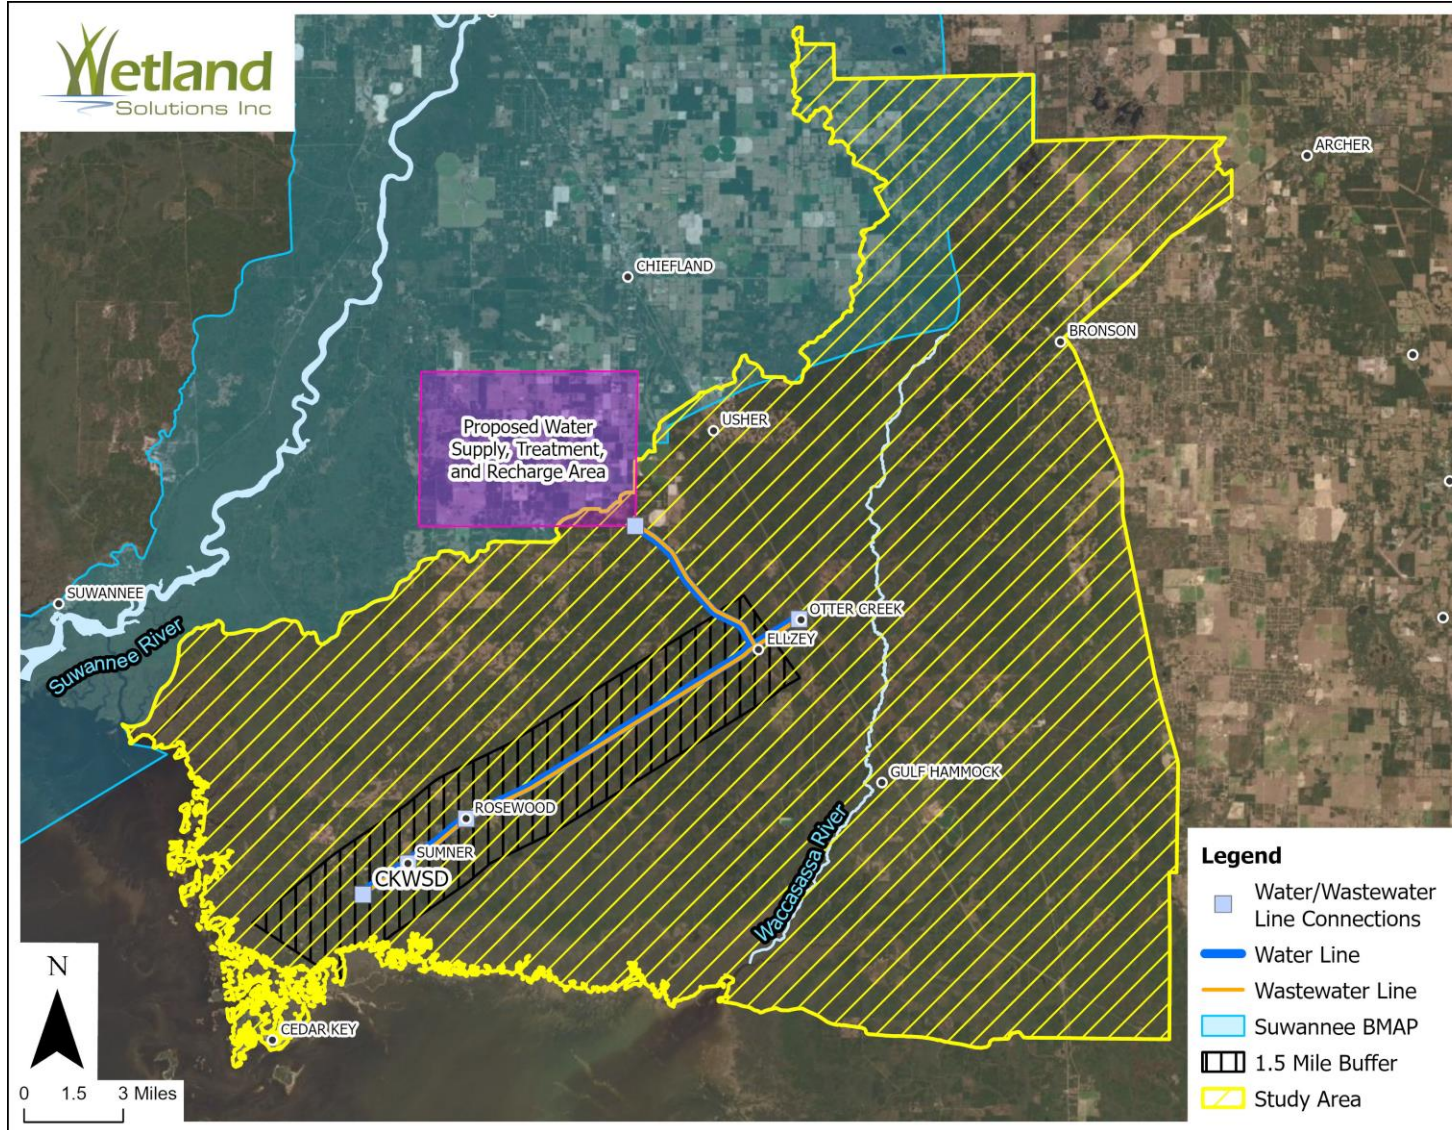 Wetland
Solutions Inc
ARCHER
CHIEFLAND
BRONSON
USHER
Proposed Water
Supply, Treatment,
and Recharge Area
SUWANNEE
Suwannee River
OTTER CREEK
ELLZEY
GULF HAMMOCK
ROSEWOOD
SUMNER
CKWSD
Waccasassa River
CEDAR KEY
N
0 1.5 3 Miles
Legend
Water/Wastewater
Line Connections
Water Line
Wastewater Line
Suwannee BMAP
1.5 Mile Buffer
Study Area